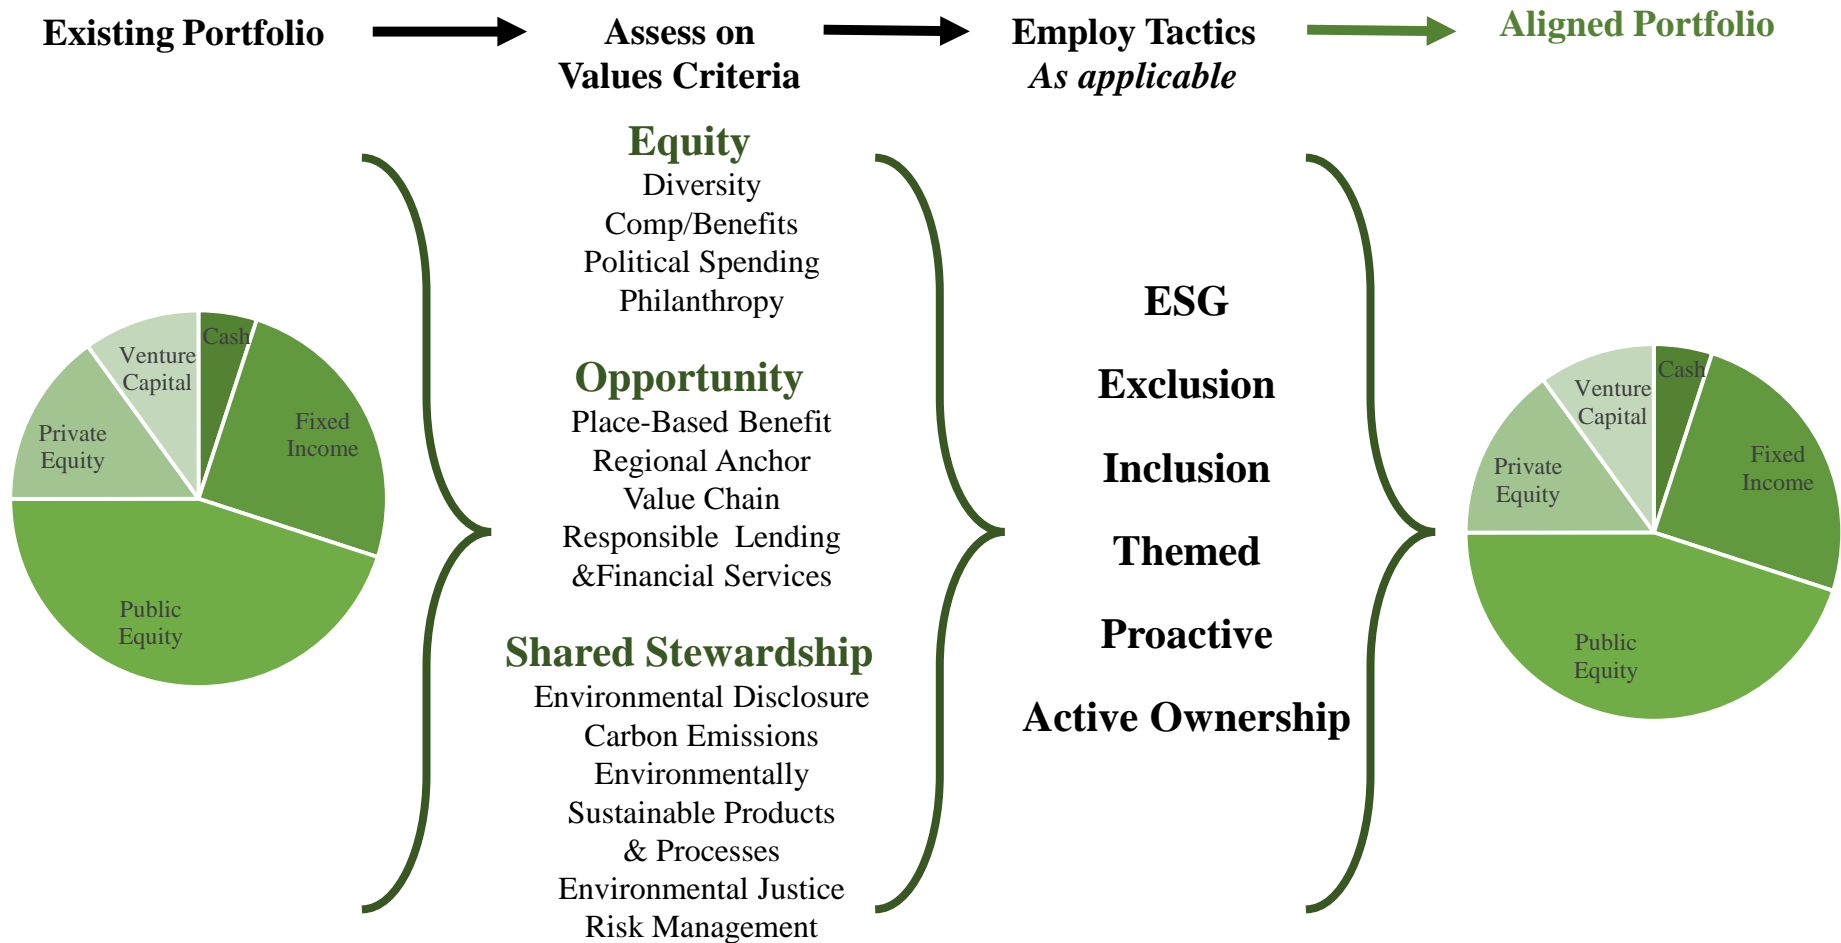 Existing Portfolio
Assess on
Values Criteria
Employ Tactics
As applicable
Aligned Portfolio
Cash
Fixed
Income
Public
Equity
Private
Equity
Venture
Capital
Equity
Diversity
Comp/Benefits
Political Spending
Philanthropy
Opportunity
Place-Based Benefit
Regional Anchor
Value Chain
Responsible Lending
&Financial Services
Shared Stewardship
Environmental Disclosure
Carbon Emissions
Environmentally
Sustainable Products
& Processes
Environmental Justice
Risk Management
ESG
Exclusion
Inclusion
Themed
Proactive
Active Ownership
Cash
Fixed
Income
Public
Equity
Private
Equity
Venture
Capital